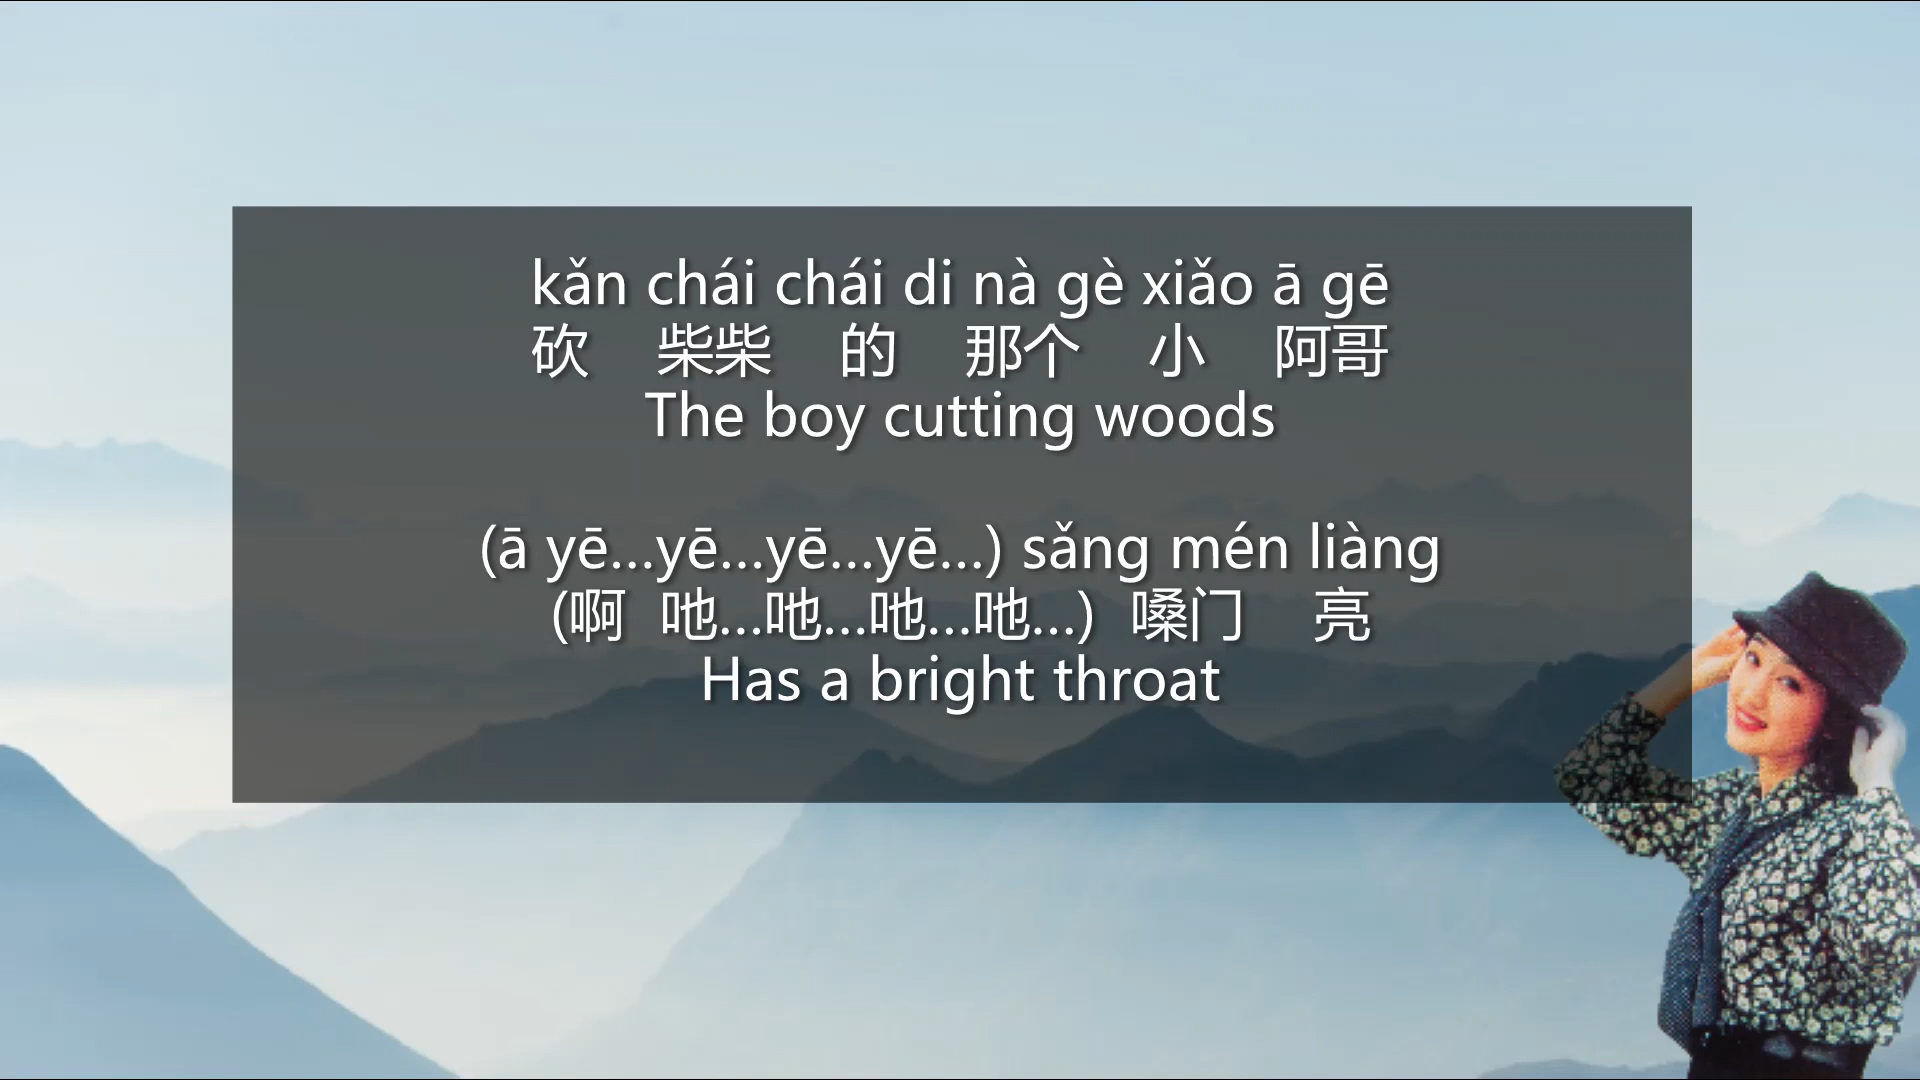 kǎn chái chái di nà gè xiǎo ā gē
砍 柴柴 的 那个 小 阿哥
The boy cutting woods
(ā yē...yē...yē...yē...) sǎng mén liàng
(啊 吔...吔...吔...吔...) 嗓门 亮
Has a bright throat